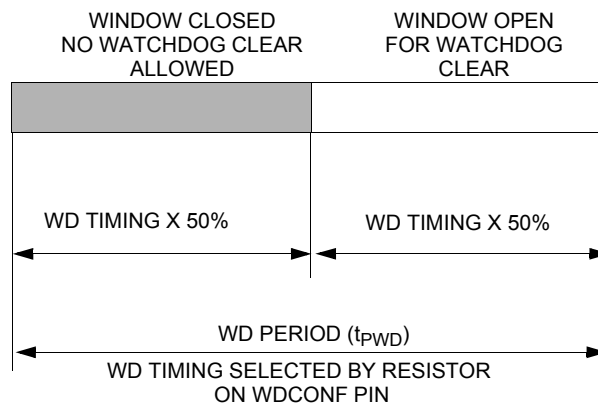 WINDOW CLOSED
NO WATCHDOG CLEAR
ALLOWED
WINDOW OPEN
FOR WATCHDOG
CLEAR
WD TIMING X 50%
WD TIMING X 50%
WD PERIOD (tPWD)
WD TIMING SELECTED BY RESISTOR
ON WDCONF PIN